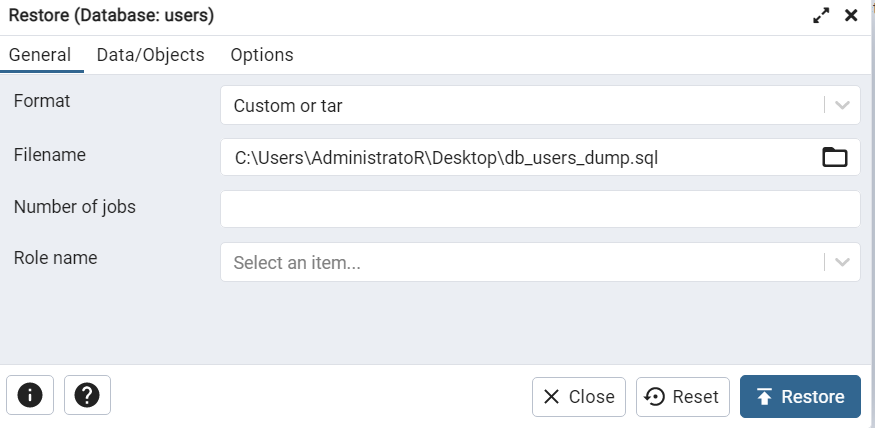 Restore (Database: users)
General Data/Objects Options
Format Custom or tar
Filename C:\Users\AdministratoR\Desktop\db_users_dump.sql
Number of jobs
Role name Select an item...
Close Reset Restore